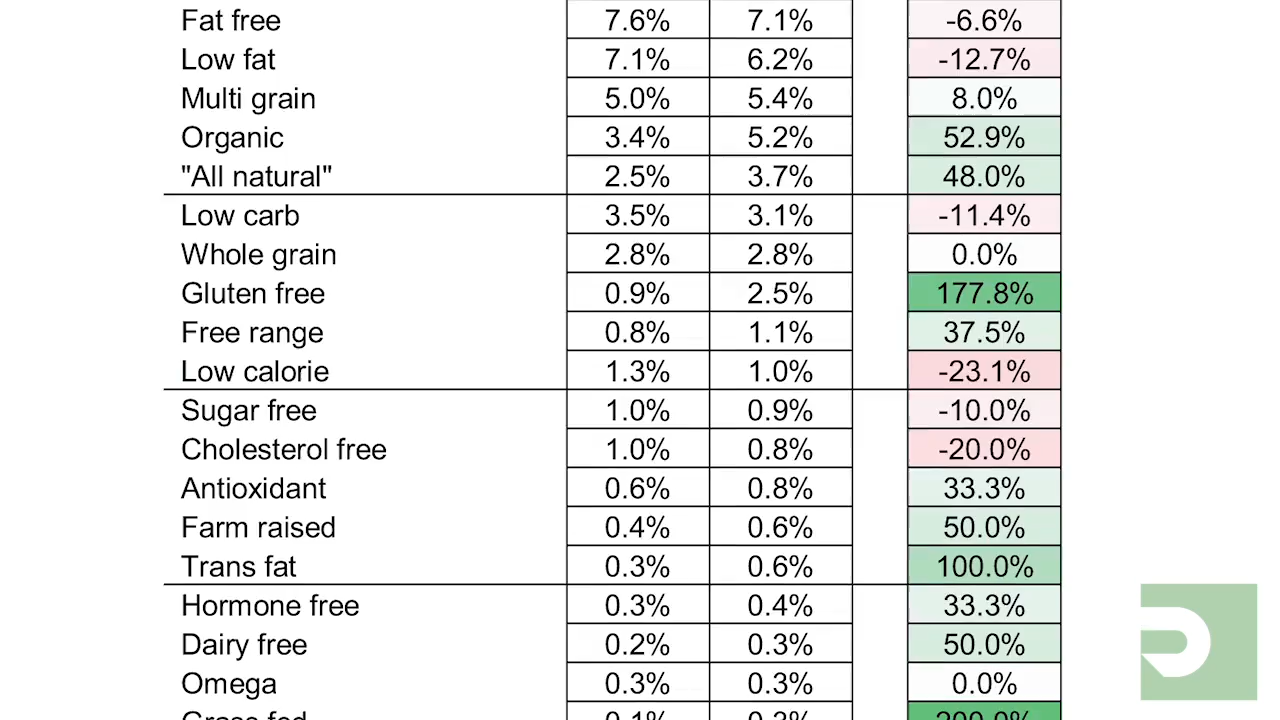 Fat free 7.6% 7.1% -6.6%
Low fat 7.1% 6.2% -12.7%
Multi grain 5.0% 5.4% 8.0%
Organic 3.4% 5.2% 52.9%
"All natural" 2.5% 3.7% 48.0%
Low carb 3.5% 3.1% -11.4%
Whole grain 2.8% 2.8% 0.0%
Gluten free 0.9% 2.5% 177.8%
Free range 0.8% 1.1% 37.5%
Low calorie 1.3% 1.0% -23.1%
Sugar free 1.0% 0.9% -10.0%
Cholesterol free 1.0% 0.8% -20.0%
Antioxidant 0.6% 0.8% 33.3%
Farm raised 0.4% 0.6% 50.0%
Trans fat 0.3% 0.6% 100.0%
Hormone free 0.3% 0.4% 33.3%
Dairy free 0.2% 0.3% 50.0%
Omega 0.3% 0.3% 0.0%